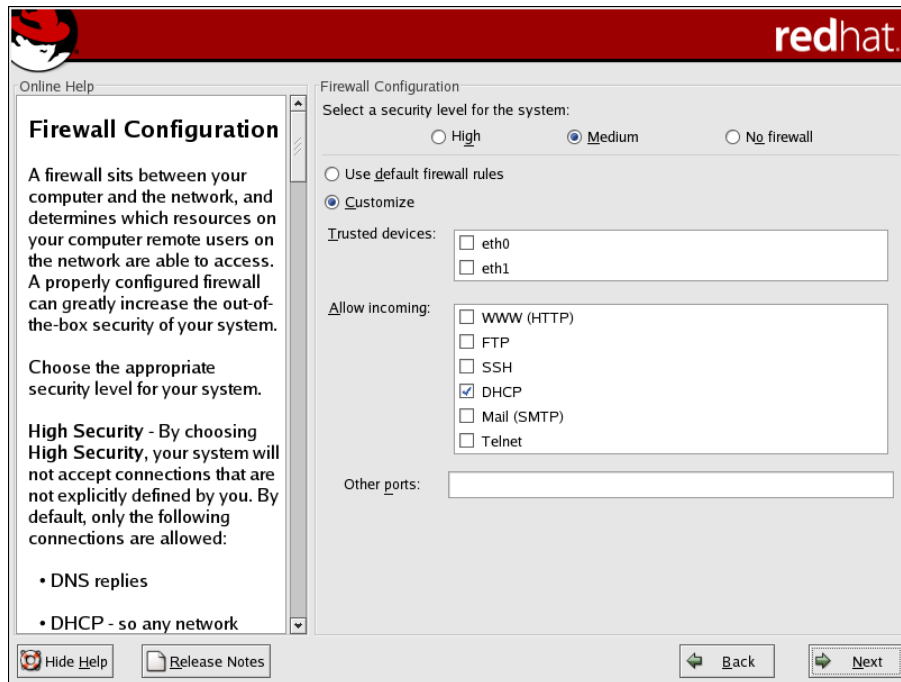 redhat.
Online Help
Firewall Configuration
A firewall sits between your
computer and the network, and
determines which resources on
your computer remote users on
the network are able to access.
A properly configured firewall
can greatly increase the out-of-
the-box security of your system.
Choose the appropriate
security level for your system.
High Security - By choosing
High Security, your system will
not accept connections that are
not explicitly defined by you. By
default, only the following
connections are allowed:
• DNS replies
• DHCP - so any network
Firewall Configuration
Select a security level for the system:
High
Medium
No firewall
Use default firewall rules
Customize
Trusted devices:
eth0
eth1
Allow incoming:
WWW (HTTP)
FTP
SSH
DHCP
Mail (SMTP)
Telnet
Other ports:
Hide Help
Release Notes
Back
Next